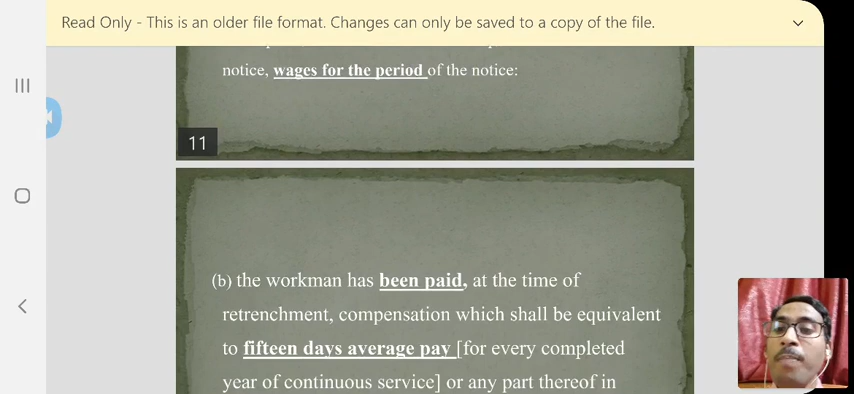 Read Only - This is an older file format. Changes can only be saved to a copy of the file.
notice, wages for the period of the notice:
11
(b) the workman has been paid, at the time of
retrenchment, compensation which shall be equivalent
to fifteen days average pay [for every completed
year of continuous service] or any part thereof in